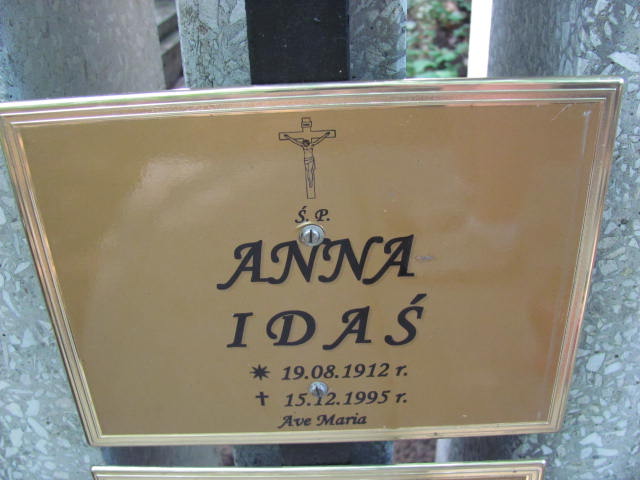 Ś. P.
ANNA
IDAŚ
✷ 19.08.1912 r.
✝ 15.12.1995 r.
Ave Maria